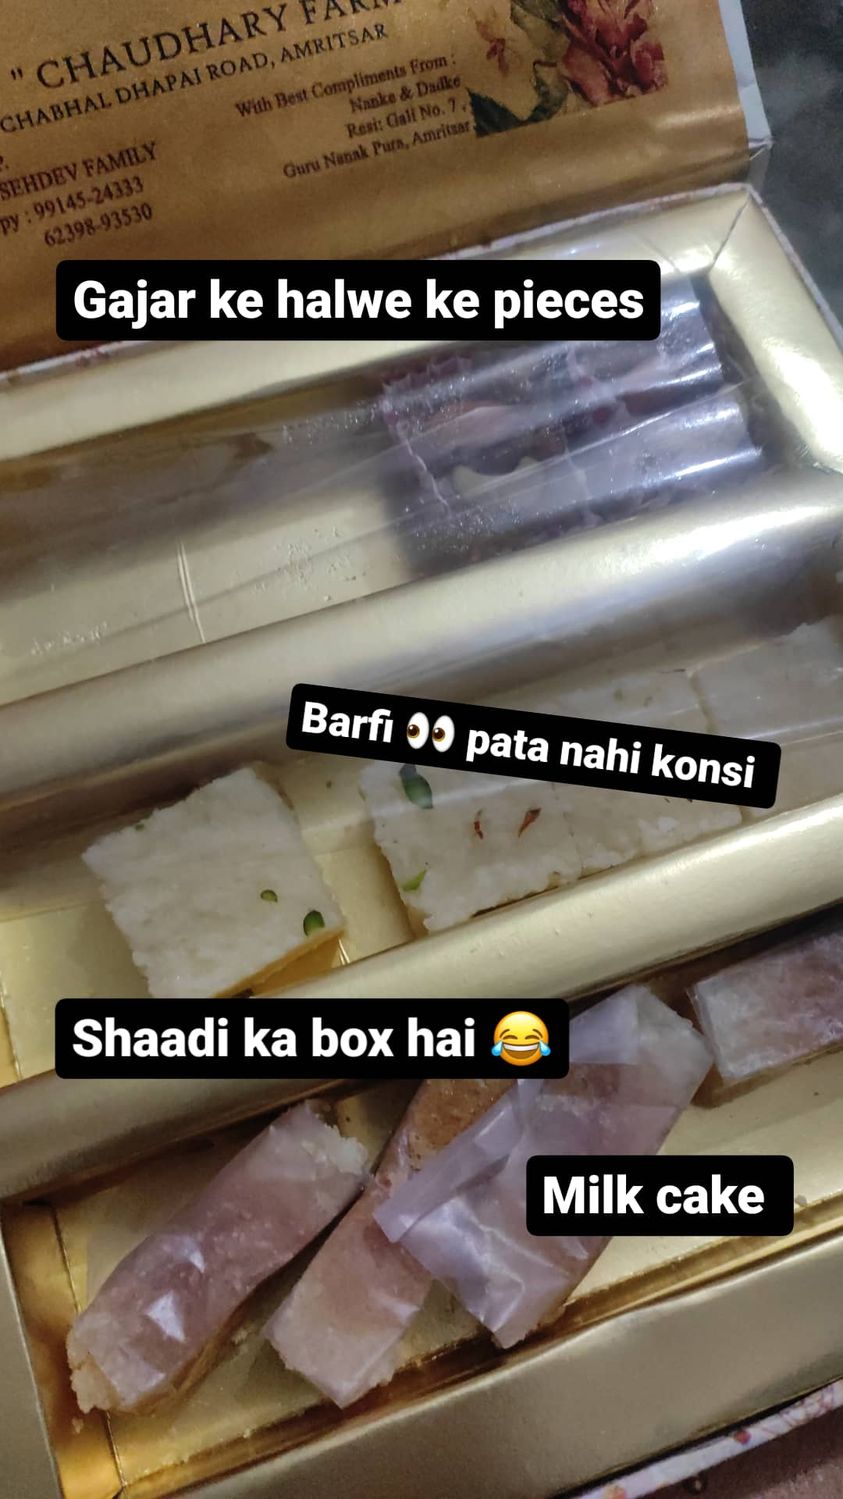 " CHAUDHARY FARM
CHABHAL DHAPAI ROAD, AMRITSAR
With Best Compliments From :
Nanke & Dadke
Resi: Gali No. 7 ,
Guru Nanak Pura, Amritsar
P.
SEHDEV FAMILY
py : 99145-24333
62398-93530
Gajar ke halwe ke pieces
Barfi 👀 pata nahi konsi
Shaadi ka box hai 😂
Milk cake